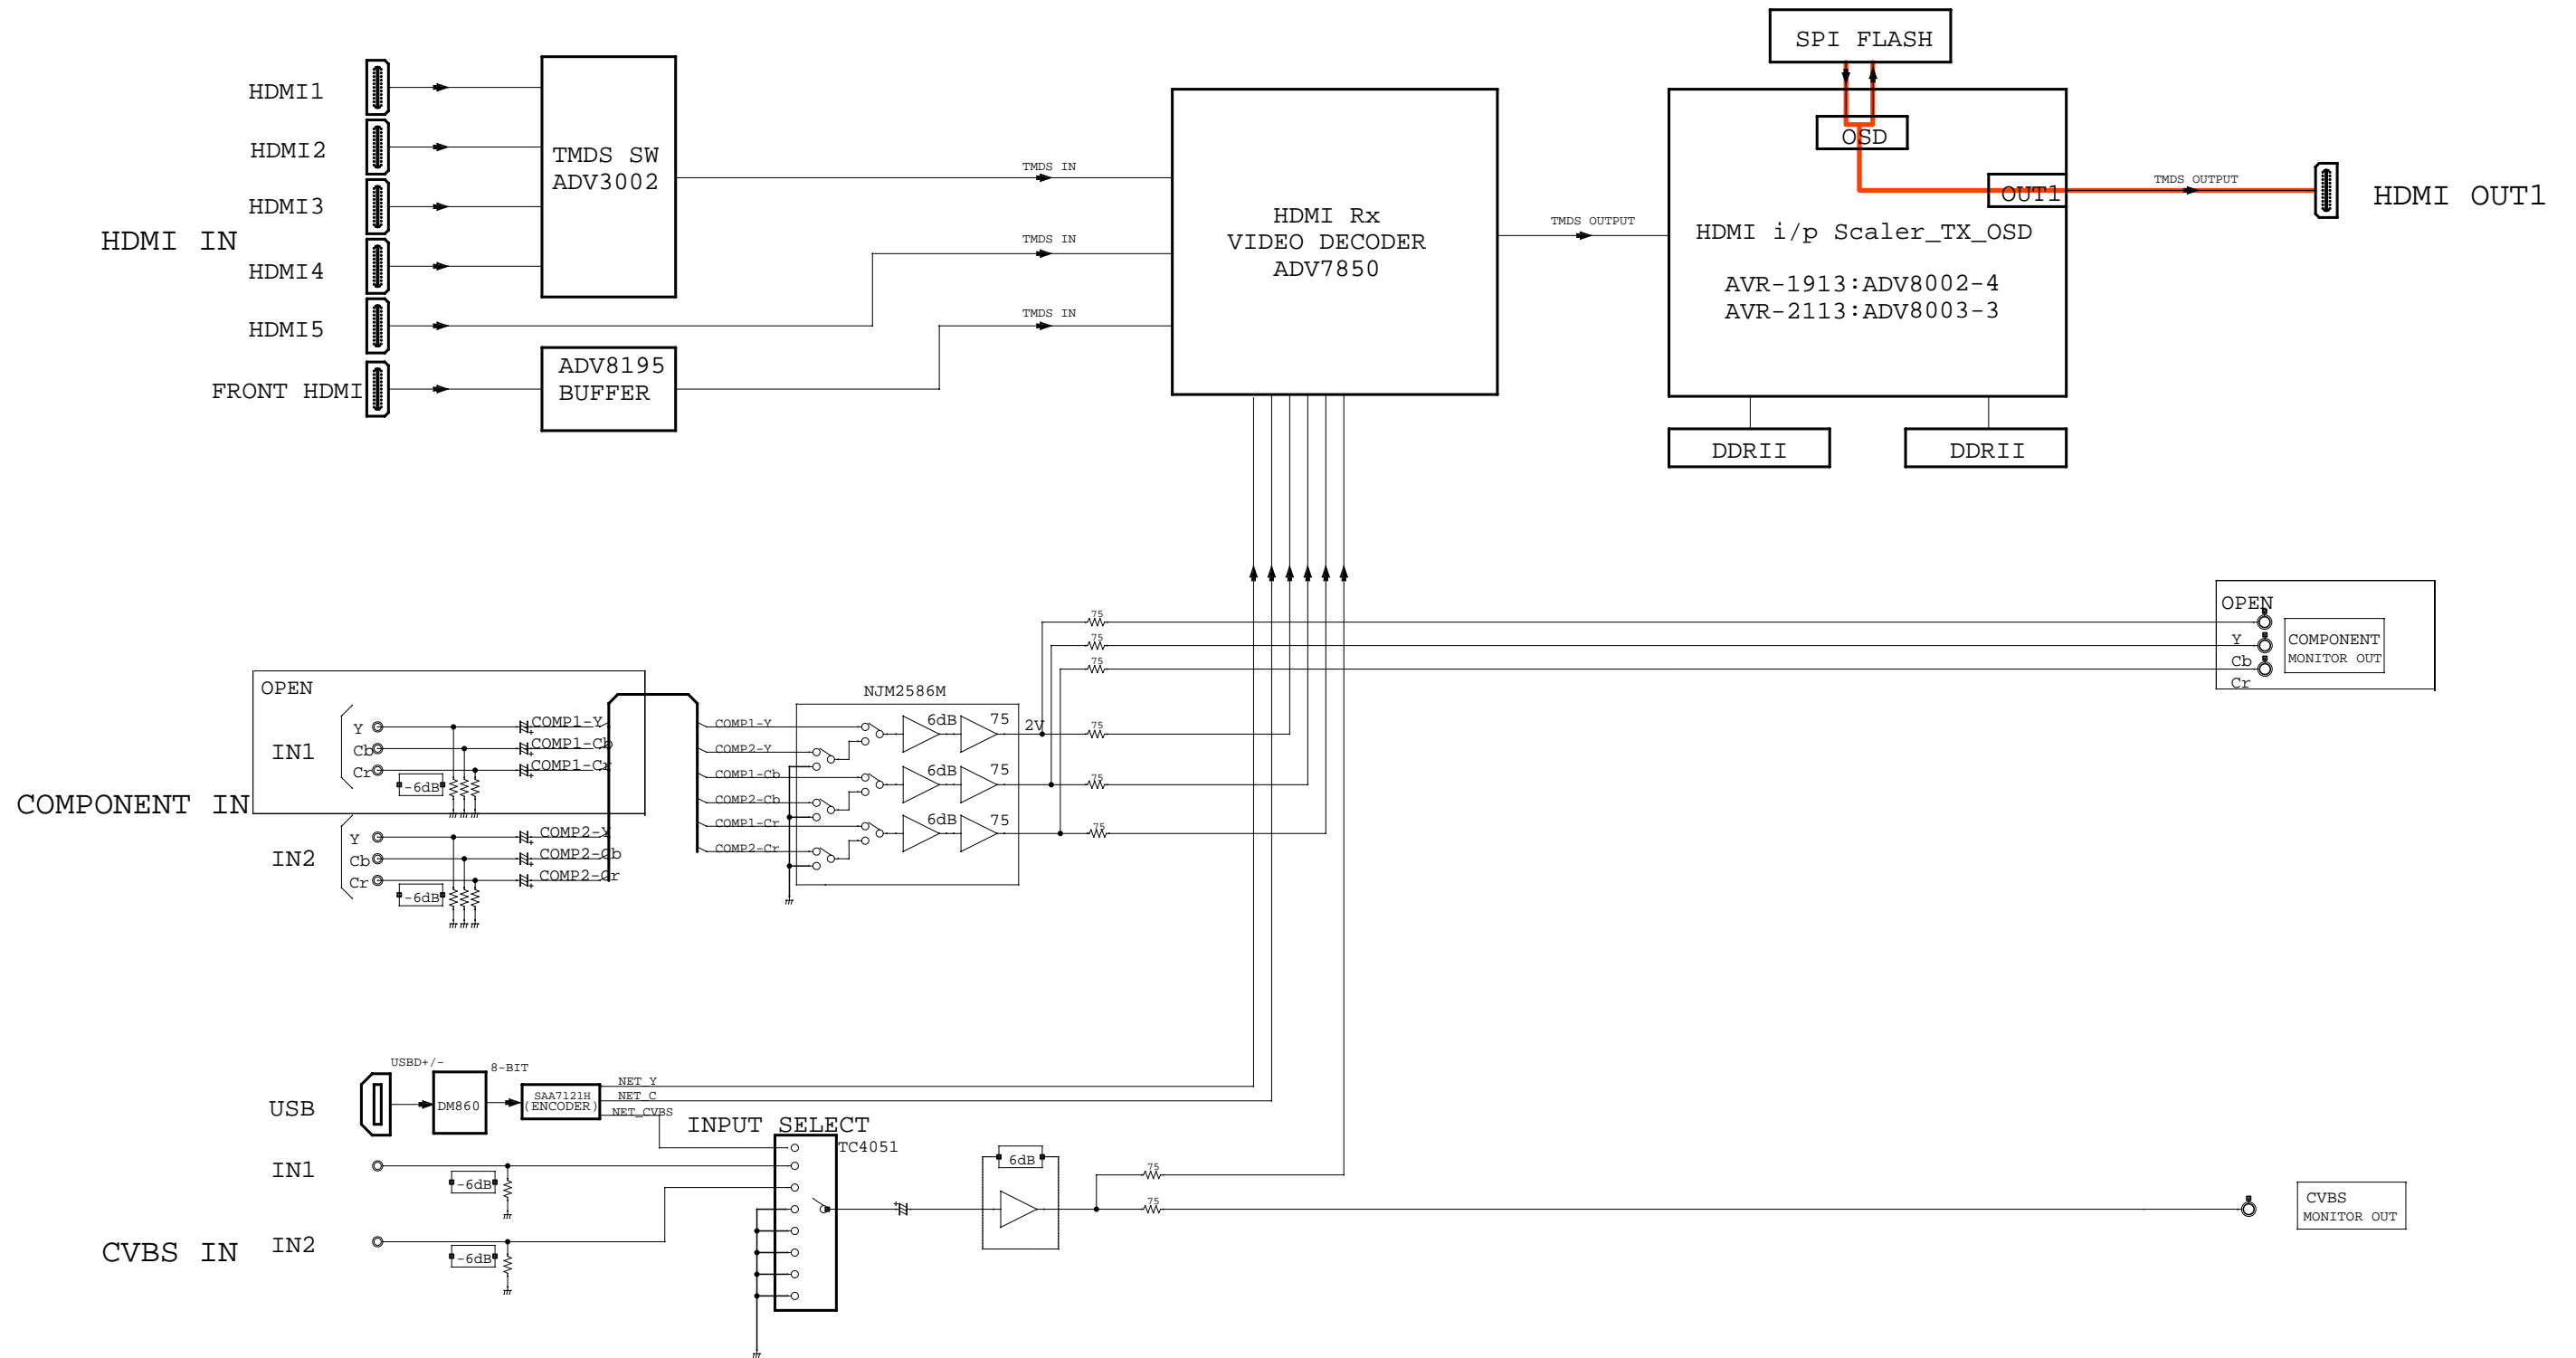 SPI FLASH
HDMI1
HDMI2
HDMI3
HDMI IN
HDMI4
HDMI5
FRONT HDMI
TMDS SW
ADV3002
ADV8195
BUFFER
TMDS IN
TMDS IN
TMDS IN
HDMI Rx
VIDEO DECODER
ADV7850
TMDS OUTPUT
OSD
OUT1
HDMI i/p Scaler_TX_OSD
AVR-1913:ADV8002-4
AVR-2113:ADV8003-3
TMDS OUTPUT
HDMI OUT1
DDRII
DDRII
75
75
75
OPEN
Y
Cb
Cr
COMPONENT
MONITOR OUT
COMPONENT IN
OPEN
IN1
Y
Cb
Cr
-6dB
COMP1-Y
COMP1-Cb
COMP1-Cr
IN2
Y
Cb
Cr
-6dB
COMP2-Y
COMP2-Cb
COMP2-Cr
NJM2586M
COMP1-Y
COMP2-Y
COMP1-Cb
COMP2-Cb
COMP1-Cr
COMP2-Cr
6dB
75
2V
75
6dB
75
75
6dB
75
75
USBD+/-
USB
DM860
8-BIT
SAA7121H
(ENCODER)
NET_Y
NET_C
NET_CVBS
INPUT SELECT
TC4051
CVBS IN
IN1
-6dB
IN2
-6dB
6dB
75
75
CVBS
MONITOR OUT